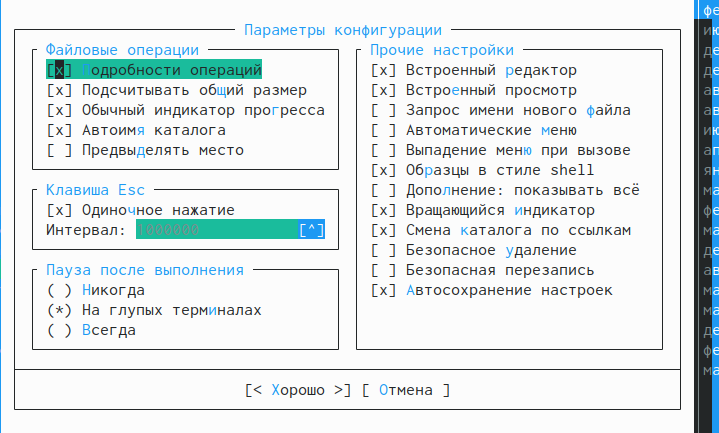 Параметры конфигурации
Файловые операции
[x] Подробности операций
[x] Подсчитывать общий размер
[x] Обычный индикатор прогресса
[x] Автоимя каталога
[ ] Предвыделять место
Клавиша Esc
[x] Одиночное нажатие
Интервал: 1000000 [^]
Пауза после выполнения
( ) Никогда
(*) На глупых терминалах
( ) Всегда
Прочие настройки
[x] Встроенный редактор
[x] Встроенный просмотр
[ ] Запрос имени нового файла
[ ] Автоматические меню
[ ] Выпадение меню при вызове
[x] Образцы в стиле shell
[ ] Дополнение: показывать всё
[x] Вращающийся индикатор
[x] Смена каталога по ссылкам
[ ] Безопасное удаление
[ ] Безопасная перезапись
[x] Автосохранение настроек
[< Хорошо >] [ Отмена ]